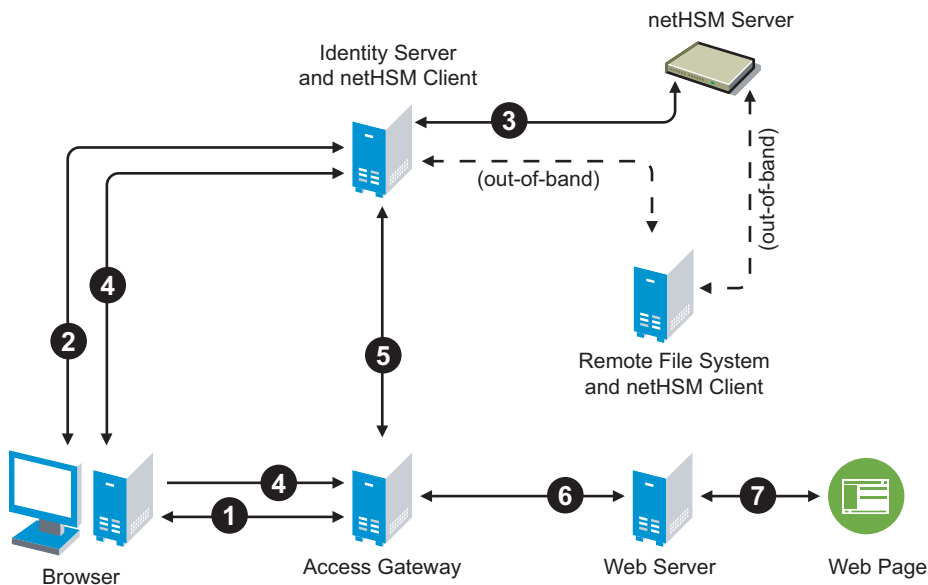 netHSM Server
Identity Server
and netHSM Client
3
(out-of-band)
(out-of-band)
4
2
5
Remote File System
and netHSM Client
4
1
6
7
Browser
Access Gateway
Web Server
Web Page